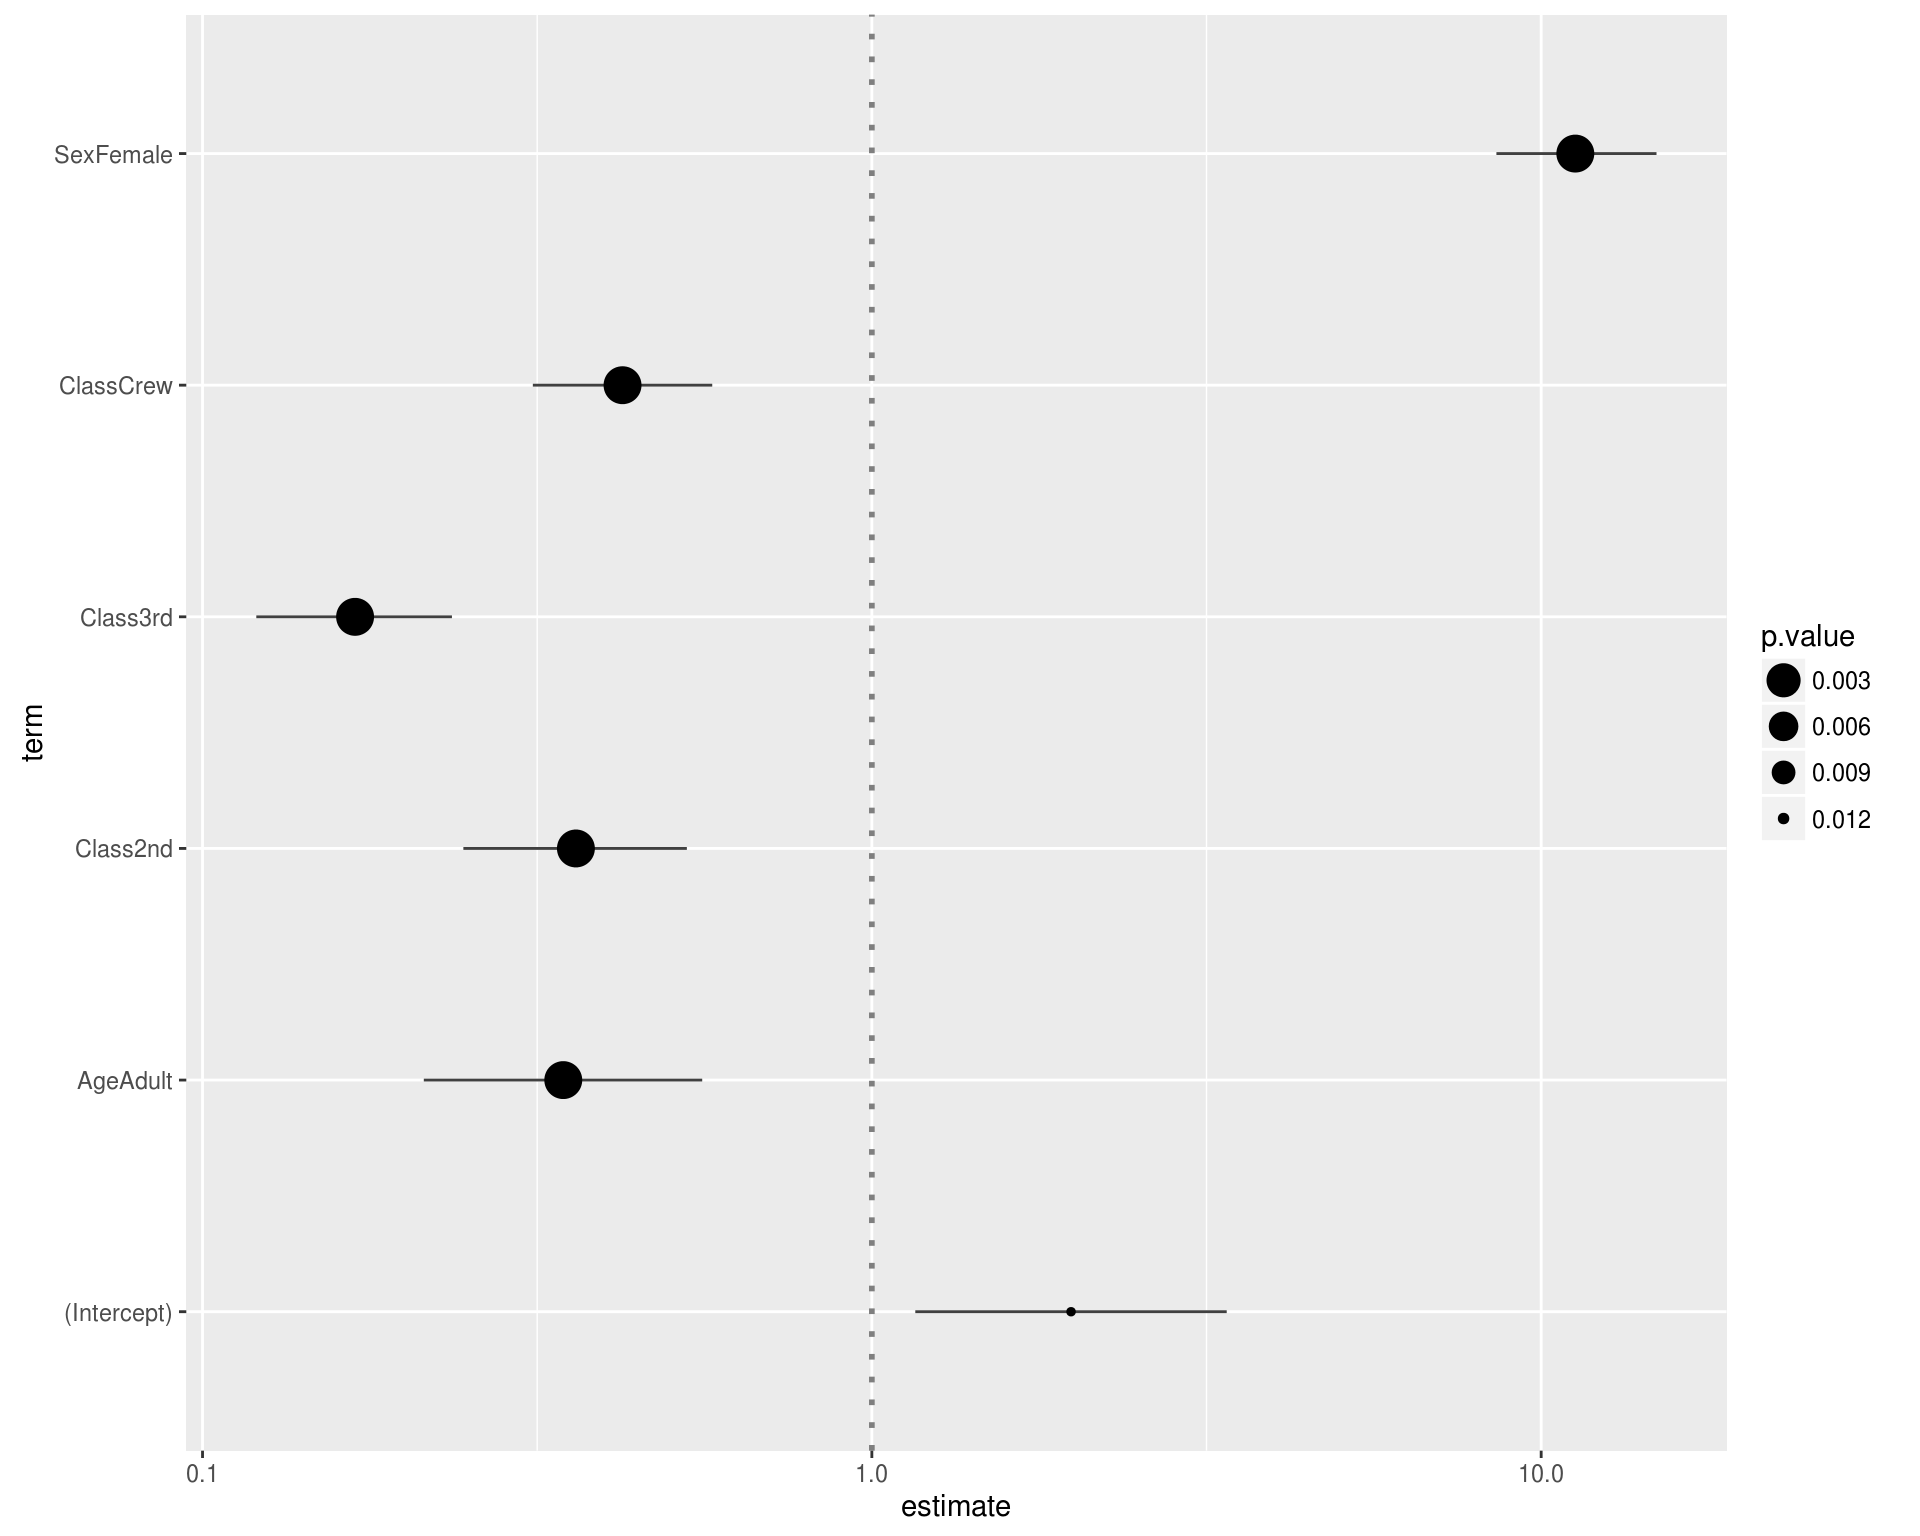 SexFemale
ClassCrew
Class3rd
Class2nd
AgeAdult
(Intercept)
term
0.1
1.0
10.0
estimate
p.value
0.003
0.006
0.009
0.012